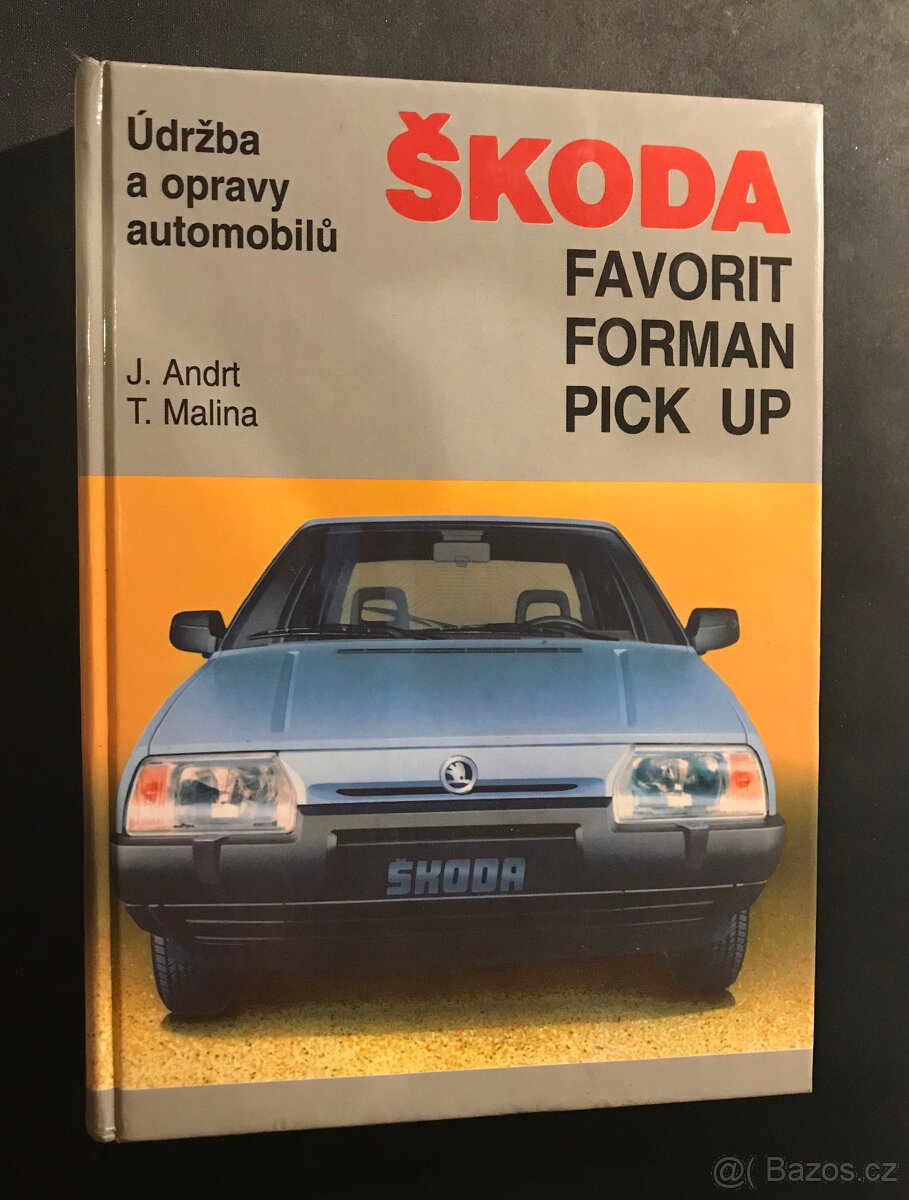 Údržba
a opravy
automobilů
ŠKODA
FAVORIT
FORMAN
PICK UP
J. Andrt
T. Malina
ŠKODA
@( Bazos.cz